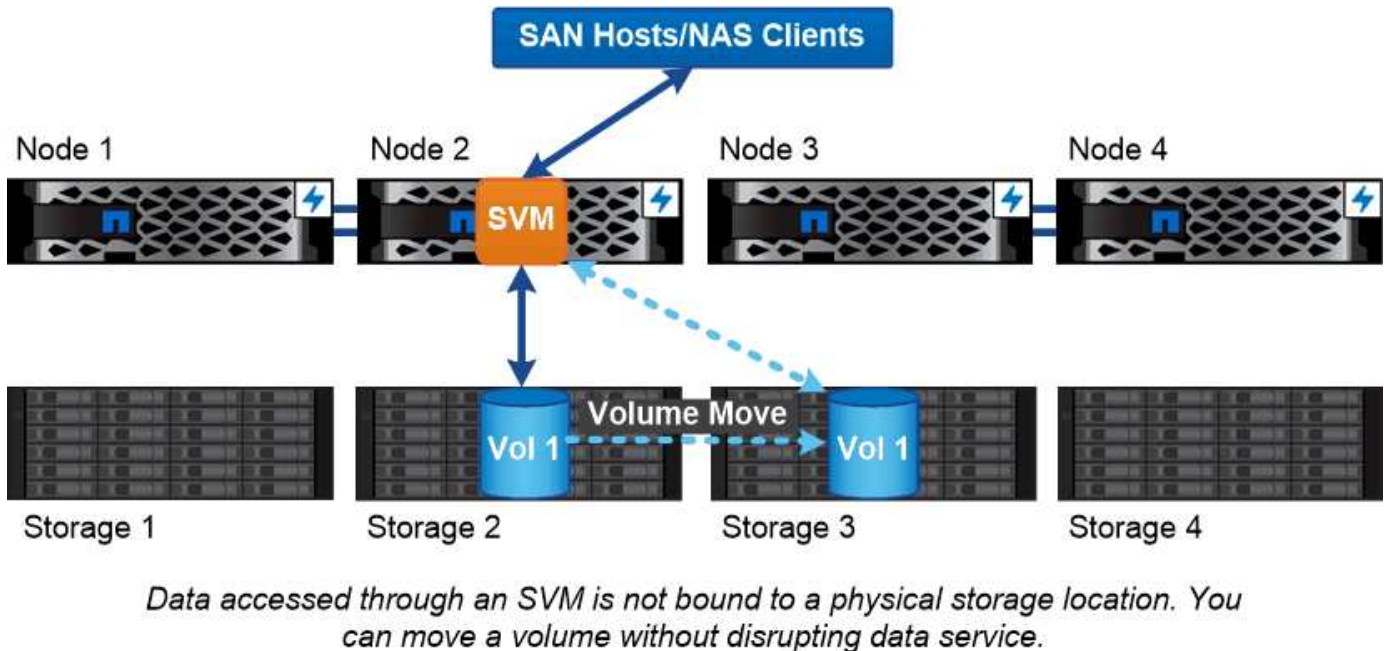 SAN Hosts/NAS Clients
Node 1
Node 2
Node 3
Node 4
SVM
Volume Move
Vol 1
Vol 1
Storage 1
Storage 2
Storage 3
Storage 4
Data accessed through an SVM is not bound to a physical storage location. You
can move a volume without disrupting data service.